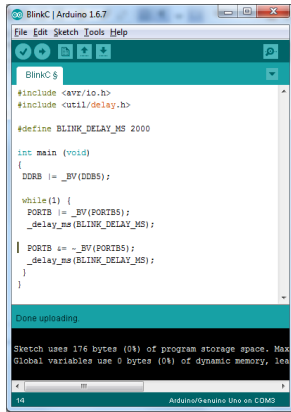 BlinkC | Arduino 1.6.7
File Edit Sketch Tools Help
BlinkC §
#include <avr/io.h>
#include <util/delay.h>
#define BLINK_DELAY_MS 2000
int main (void)
{
DDRB |= _BV(DDB5);
while(1) {
PORTB |= _BV(PORTB5);
_delay_ms(BLINK_DELAY_MS);
PORTB &= ~_BV(PORTB5);
_delay_ms(BLINK_DELAY_MS);
}
}
Done uploading.
Sketch uses 176 bytes (0%) of program storage space. Max
Global variables use 0 bytes (0%) of dynamic memory, lea
14 Arduino/Genuino Uno on COM3